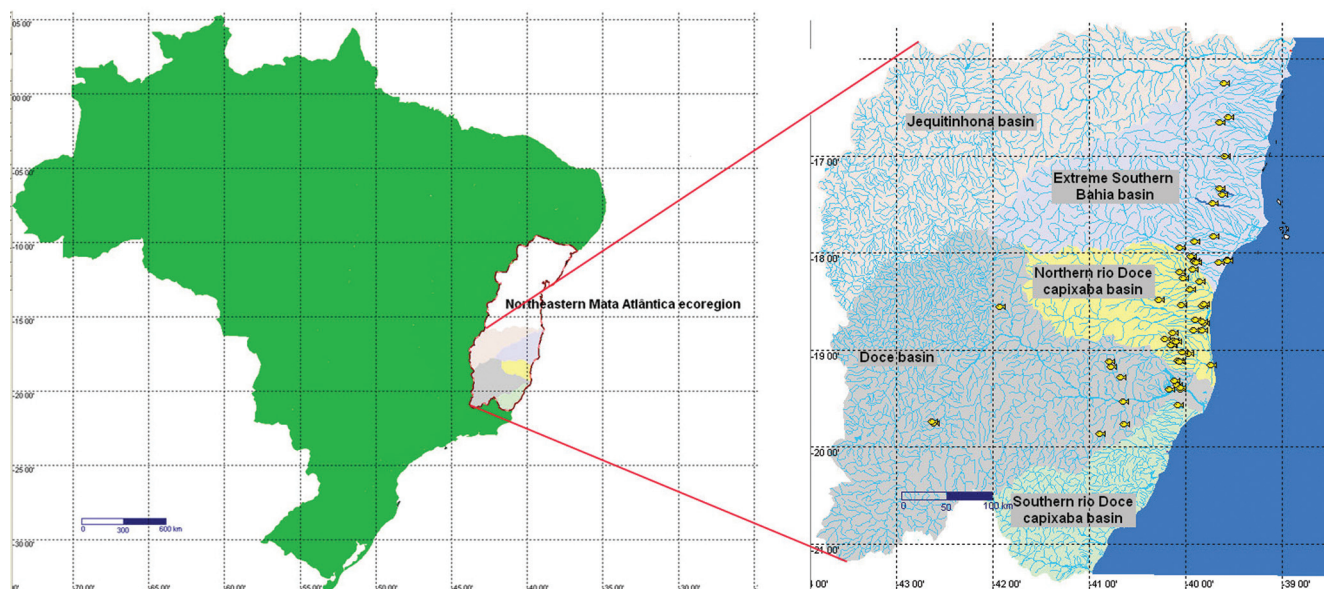 05 00'
00 00'
-05 00'
-10 00'
-15 00'
-20 00'
-25 00'
-30 00'
Northeastern Mata Atlântica ecoregion
0 300 600 km
00'
-70 00'
-65 00'
-60 00'
-55 00'
-50 00'
-45 00'
-40 00'
-35 00'
-30 00'
Jequitinhona basin
-17 00'
Extreme Southern
Bahia basin
-18 00'
Northern rio Doce
capixaba basin
-19 00'
Doce basin
-20 00'
0 50 100 km
Southern rio Doce
capixaba basin
-21 00'
00'
-43 00'
-42 00'
-41 00'
-40 00'
-39 00'